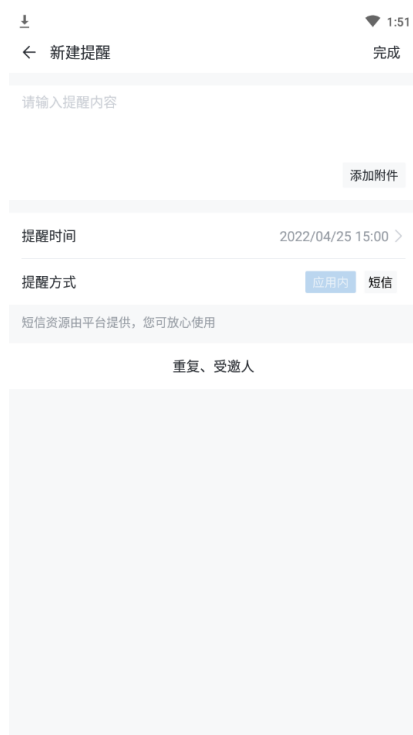 1:51
新建提醒 完成
请输入提醒内容
添加附件
提醒时间 2022/04/25 15:00
提醒方式 应用内 短信
短信资源由平台提供，您可放心使用
重复、受邀人